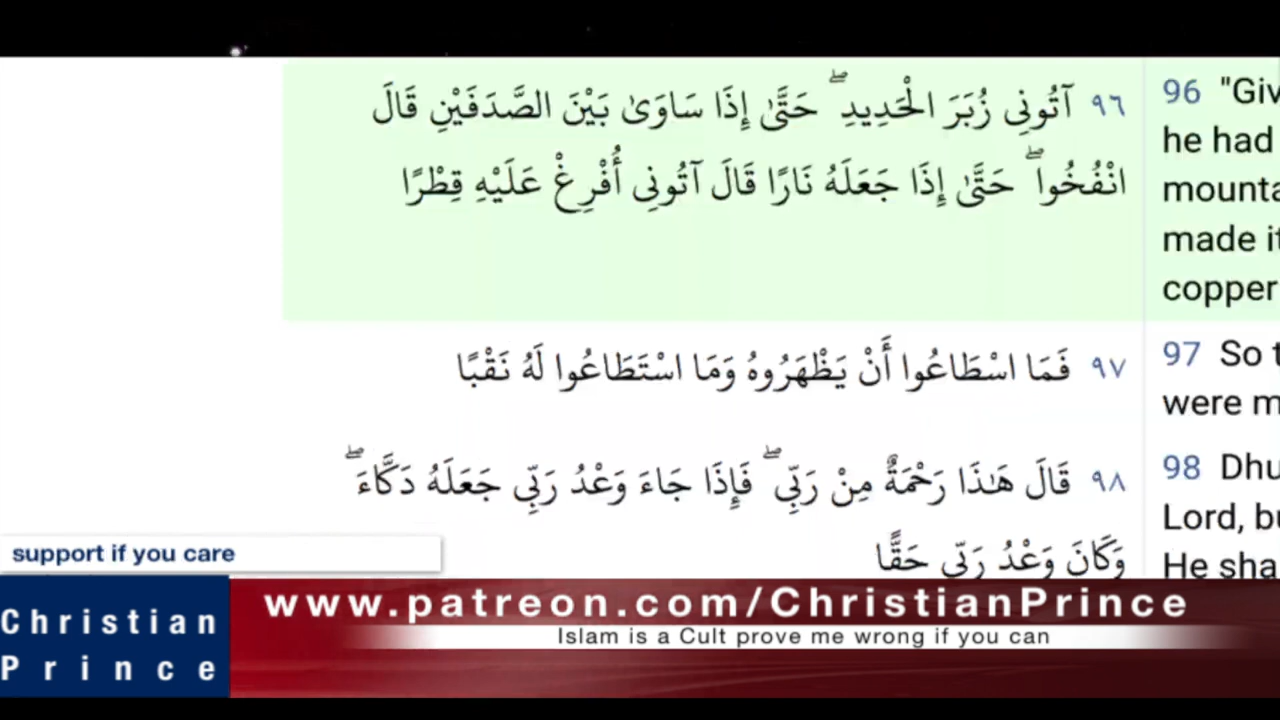 ٩٦ آتُونِي زُبَرَ الْحَدِيدِ ۖ حَتَّىٰ إِذَا سَاوَىٰ بَيْنَ الصَّدَفَيْنِ قَالَ
انْفُخُوا ۖ حَتَّىٰ إِذَا جَعَلَهُ نَارًا قَالَ آتُونِي أُفْرِغْ عَلَيْهِ قِطْرًا
96 "Giv
he had
mounta
made it
copper
٩٧ فَمَا اسْطَاعُوا أَنْ يَظْهَرُوهُ وَمَا اسْتَطَاعُوا لَهُ نَقْبًا
97 So t
were m
٩٨ قَالَ هَٰذَا رَحْمَةٌ مِنْ رَبِّي ۖ فَإِذَا جَاءَ وَعْدُ رَبِّي جَعَلَهُ دَكَّاءَ ۖ
وَكَانَ وَعْدُ رَبِّي حَقًّا
98 Dhu
Lord, bu
He sha
support if you care
Christian
Prince
www.patreon.com/ChristianPrince
Islam is a Cult prove me wrong if you can